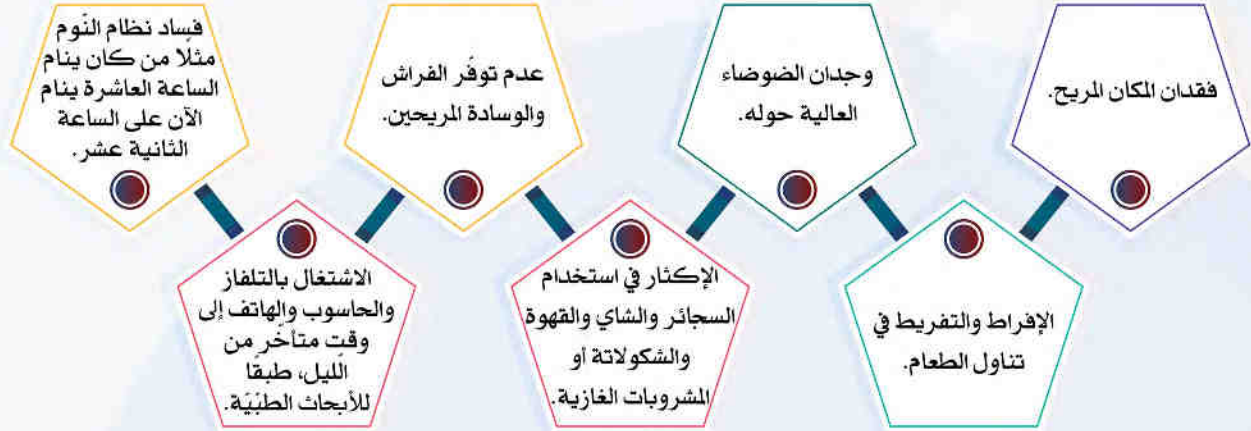 فقدان المكان المريح.
الإفراط والتفريط في
تناول الطعام.
وجدان الضوضاء
العالية حوله.
الإكثار في استخدام
السجائر والشاي والقهوة
والشكولاتة أو
المشروبات الغازية.
عدم توفّر الفراش
والوسادة المريحين.
الاشتغال بالتلفاز
والحاسوب والهاتف إلى
وقتٍ متأخّرٍ من
الليل، طبقًا
للأبحاث الطبّيّة.
فساد نظام النّوم
مثلًا من كان ينام
الساعة العاشرة ينام
الآن على الساعة
الثانية عشر.